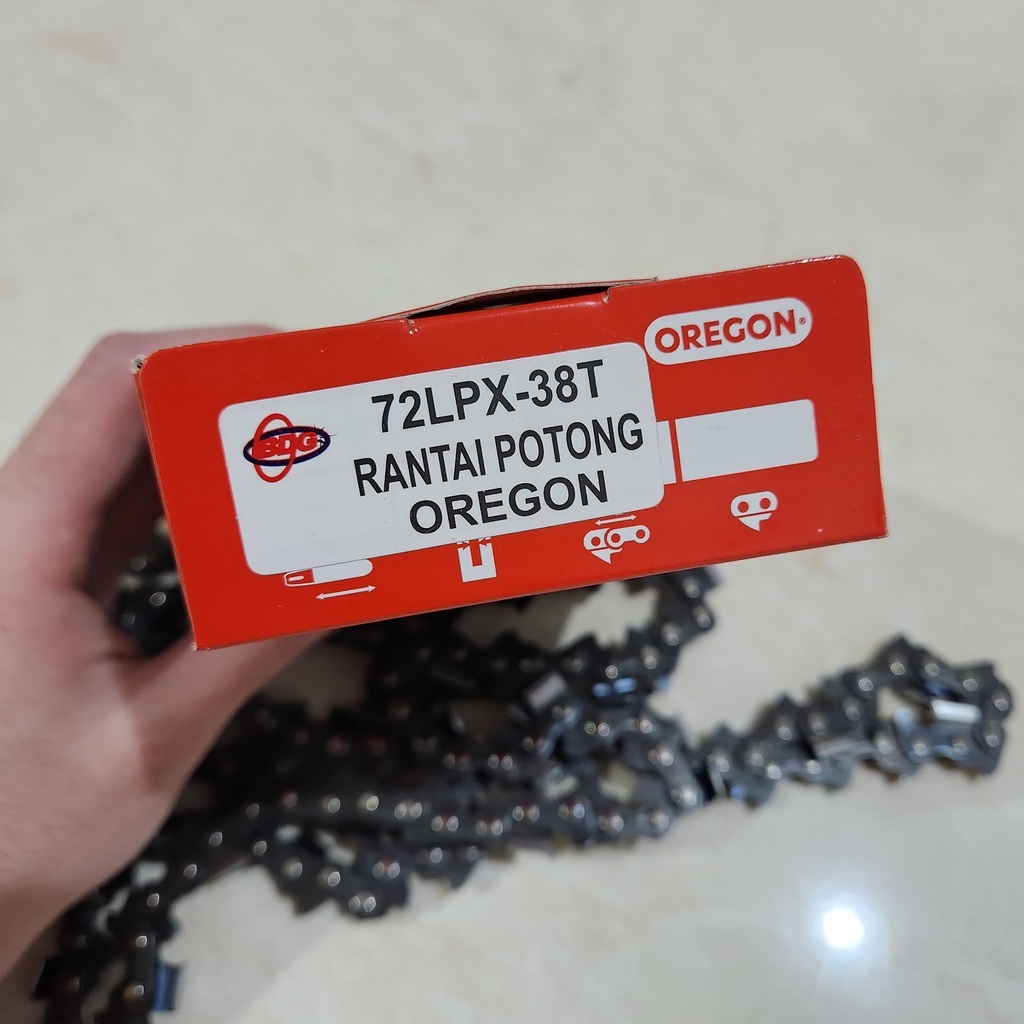 OREGON®
BDG
72LPX-38T
RANTAI POTONG
OREGON